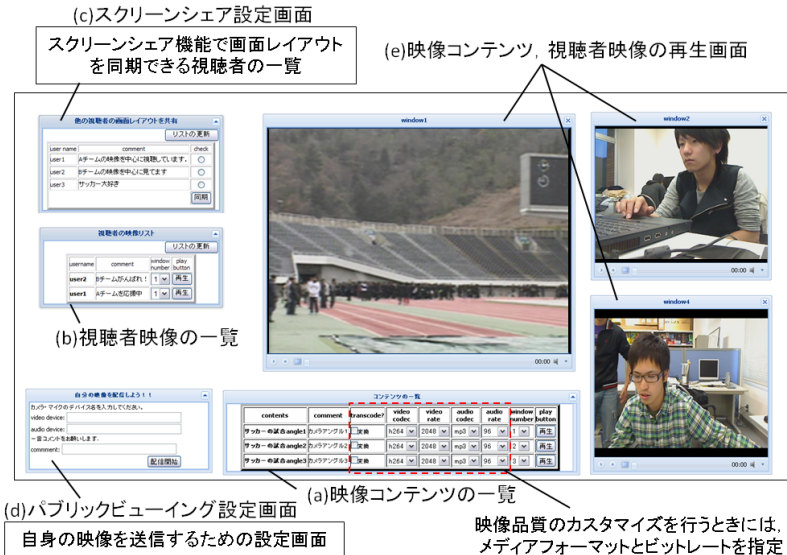 (c)スクリーンシェア設定画面
スクリーンシェア機能で画面レイアウト
を同期できる視聴者の一覧
(e)映像コンテンツ, 視聴者映像の再生画面
他の視聴者の画面レイアウトを共有
リストの更新
user name comment check
user1 Aチームの映像を中心に視聴しています。
user2 Bチームの映像を中心に見てます
user3 サッカー大好き
同期
視聴者の映像リスト
リストの更新
username comment window number play button
user2 Bチームがんばれ! 1 再生
user1 Aチームを応援中 1 再生
(b)視聴者映像の一覧
window1
00:00
window2
00:00
window4
00:00
自分の映像を配信しよう!!
カメラ・マイクのデバイス名を入力してください。
video device:
audio device:
一言コメントをお願いします。
comment:
配信開始
コンテンツの一覧
contents comment transcode? video codec video rate audio codec audio rate window number play button
サッカーの試合angle1 カメラアングル1 変換 h264 2048 mp3 96 1 再生
サッカーの試合angle2 カメラアングル2 変換 h264 2048 mp3 96 2 再生
サッカーの試合angle3 カメラアングル3 変換 h264 2048 mp3 96 3 再生
(a)映像コンテンツの一覧
(d)パブリックビューイング設定画面
自身の映像を送信するための設定画面
映像品質のカスタマイズを行うときには,
メディアフォーマットとビットレートを指定